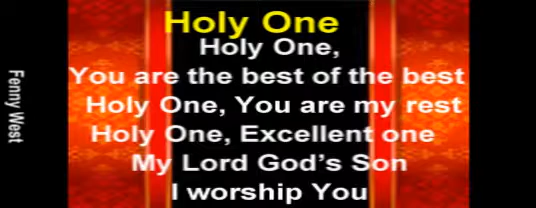 Holy One
Holy One,
You are the best of the best
Holy One, You are my rest
Holy One, Excellent one
My Lord God's Son
I worship You
Fenny West